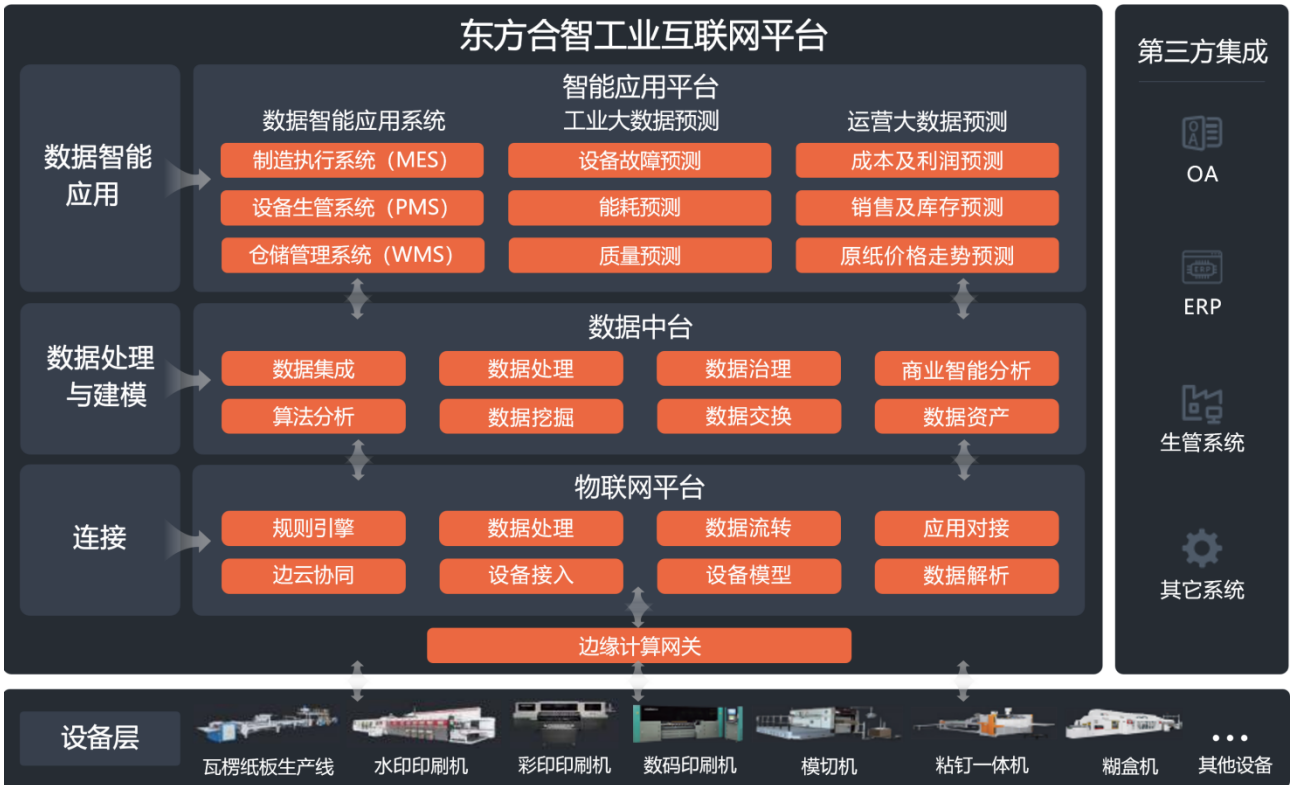 东方合智工业互联网平台
数据智能
应用
智能应用平台
数据智能应用系统
工业大数据预测
运营大数据预测
制造执行系统（MES）
设备故障预测
成本及利润预测
设备生管系统（PMS）
能耗预测
销售及库存预测
仓储管理系统（WMS）
质量预测
原纸价格走势预测
数据处理
与建模
数据中台
数据集成
数据处理
数据治理
商业智能分析
算法分析
数据挖掘
数据交换
数据资产
连接
物联网平台
规则引擎
数据处理
数据流转
应用对接
边云协同
设备接入
设备模型
数据解析
边缘计算网关
第三方集成
OA
OA
ERP
ERP
生管系统
其它系统
设备层
瓦楞纸板生产线
水印印刷机
彩印印刷机
数码印刷机
模切机
粘钉一体机
糊盒机
...
其他设备